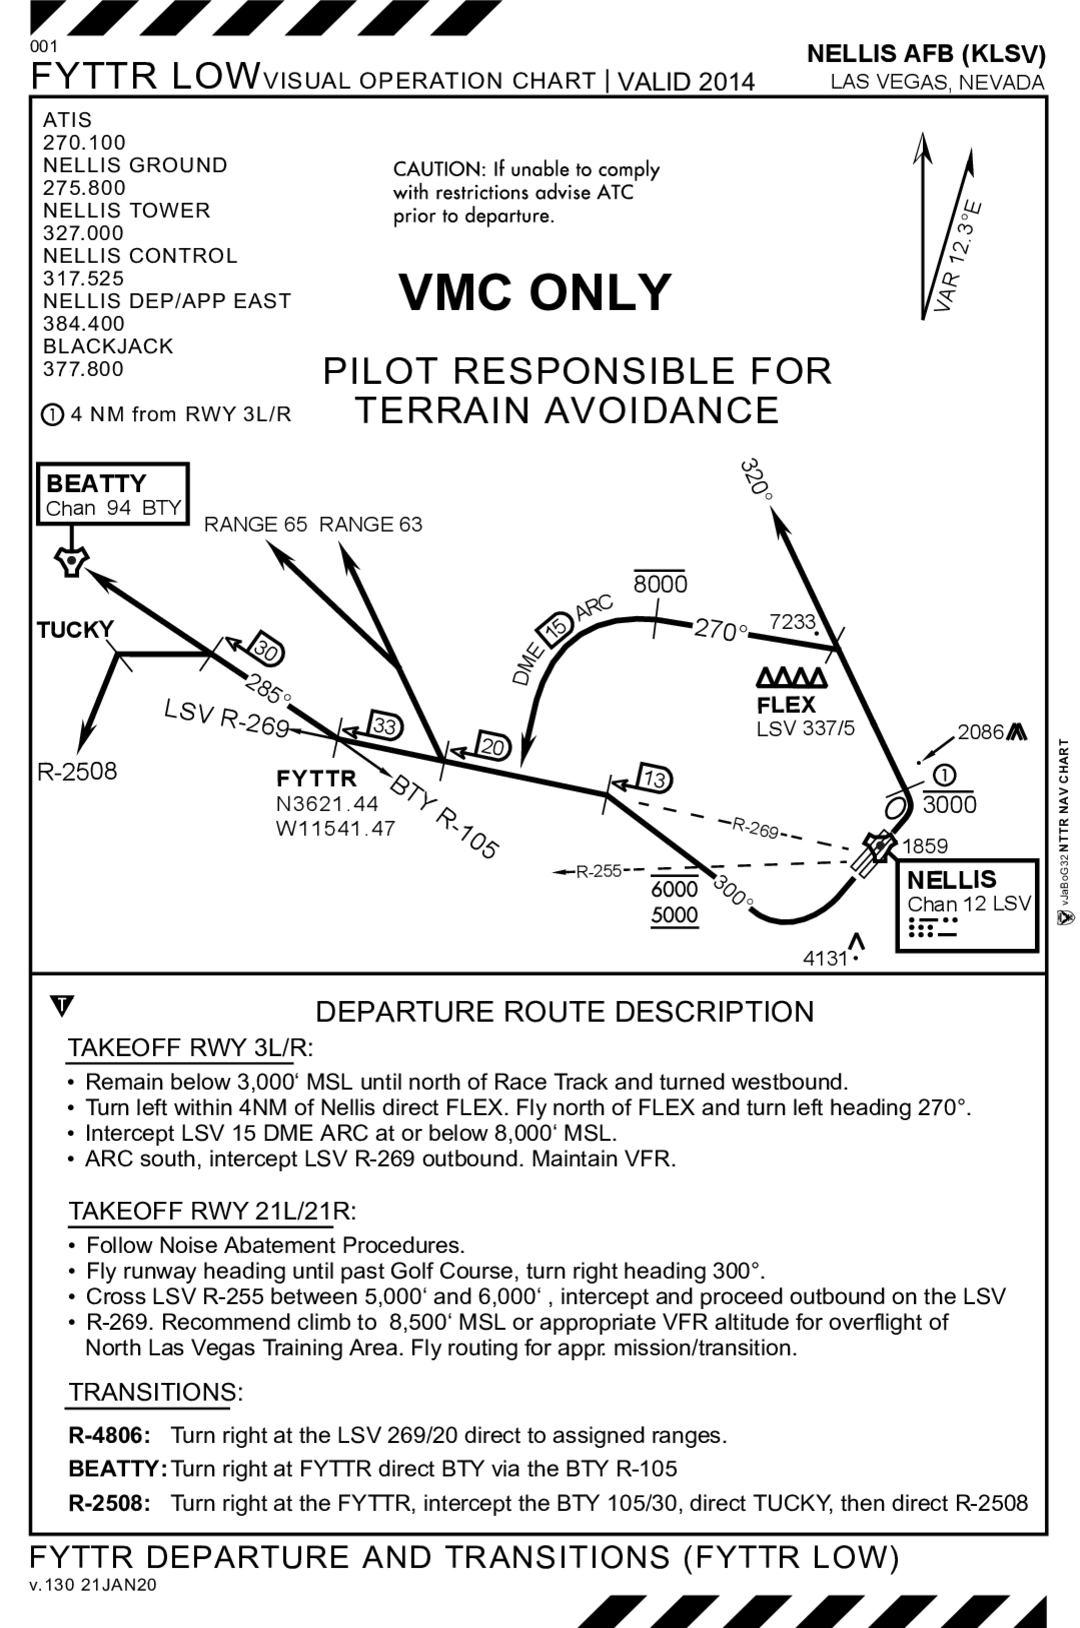 001
FYTTR LOW VISUAL OPERATION CHART | VALID 2014
NELLIS AFB (KLSV)
LAS VEGAS, NEVADA
ATIS
270.100
NELLIS GROUND
275.800
NELLIS TOWER
327.000
NELLIS CONTROL
317.525
NELLIS DEP/APP EAST
384.400
BLACKJACK
377.800
① 4 NM from RWY 3L/R
CAUTION: If unable to comply
with restrictions advise ATC
prior to departure.
VMC ONLY
PILOT RESPONSIBLE FOR
TERRAIN AVOIDANCE
VAR 12.3°E
BEATTY
Chan 94 BTY
RANGE 65 RANGE 63
320°
8000
DME 15 ARC
270°
7233
TUCKY
30
285°
LSV R-269
33
20
FLEX
LSV 337/5
2086
R-2508
FYTTR
N3621.44
W11541.47
BTY R-105
13
①
3000
R-269
1859
R-255
6000
5000
300°
NELLIS
Chan 12 LSV
4131
vJaBoG32 NTTR NAV CHART
T
DEPARTURE ROUTE DESCRIPTION
TAKEOFF RWY 3L/R:
• Remain below 3,000‘ MSL until north of Race Track and turned westbound.
• Turn left within 4NM of Nellis direct FLEX. Fly north of FLEX and turn left heading 270°.
• Intercept LSV 15 DME ARC at or below 8,000‘ MSL.
• ARC south, intercept LSV R-269 outbound. Maintain VFR.
TAKEOFF RWY 21L/21R:
• Follow Noise Abatement Procedures.
• Fly runway heading until past Golf Course, turn right heading 300°.
• Cross LSV R-255 between 5,000‘ and 6,000‘ , intercept and proceed outbound on the LSV
• R-269. Recommend climb to 8,500‘ MSL or appropriate VFR altitude for overflight of
North Las Vegas Training Area. Fly routing for appr. mission/transition.
TRANSITIONS:
R-4806: Turn right at the LSV 269/20 direct to assigned ranges.
BEATTY: Turn right at FYTTR direct BTY via the BTY R-105
R-2508: Turn right at the FYTTR, intercept the BTY 105/30, direct TUCKY, then direct R-2508
FYTTR DEPARTURE AND TRANSITIONS (FYTTR LOW)
v.130 21JAN20